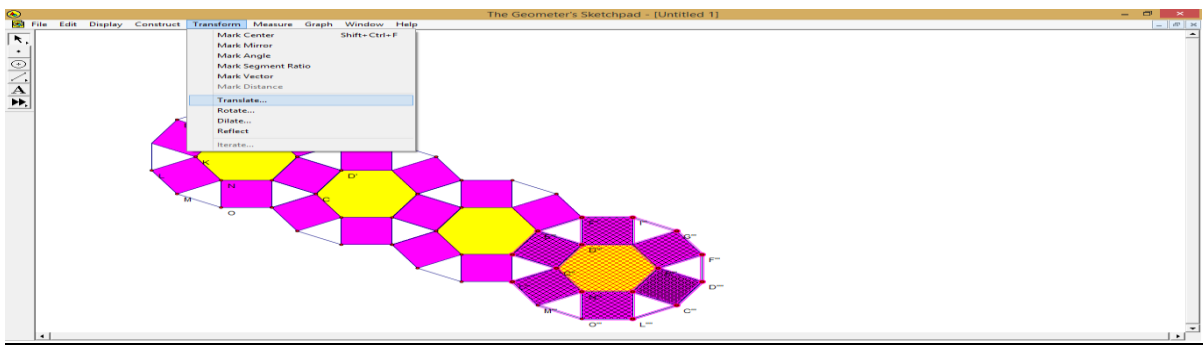 The Geometer's Sketchpad - [Untitled 1]
File Edit Display Construct Transform Measure Graph Window Help
Mark Center Shift+Ctrl+F
Mark Mirror
Mark Angle
Mark Segment Ratio
Mark Vector
Mark Distance
Translate...
Rotate...
Dilate...
Reflect
Iterate...
A
K
D'
L
N
C
M
O
G'''
F'''
D'''
C'''
M'''
O'''
L'''